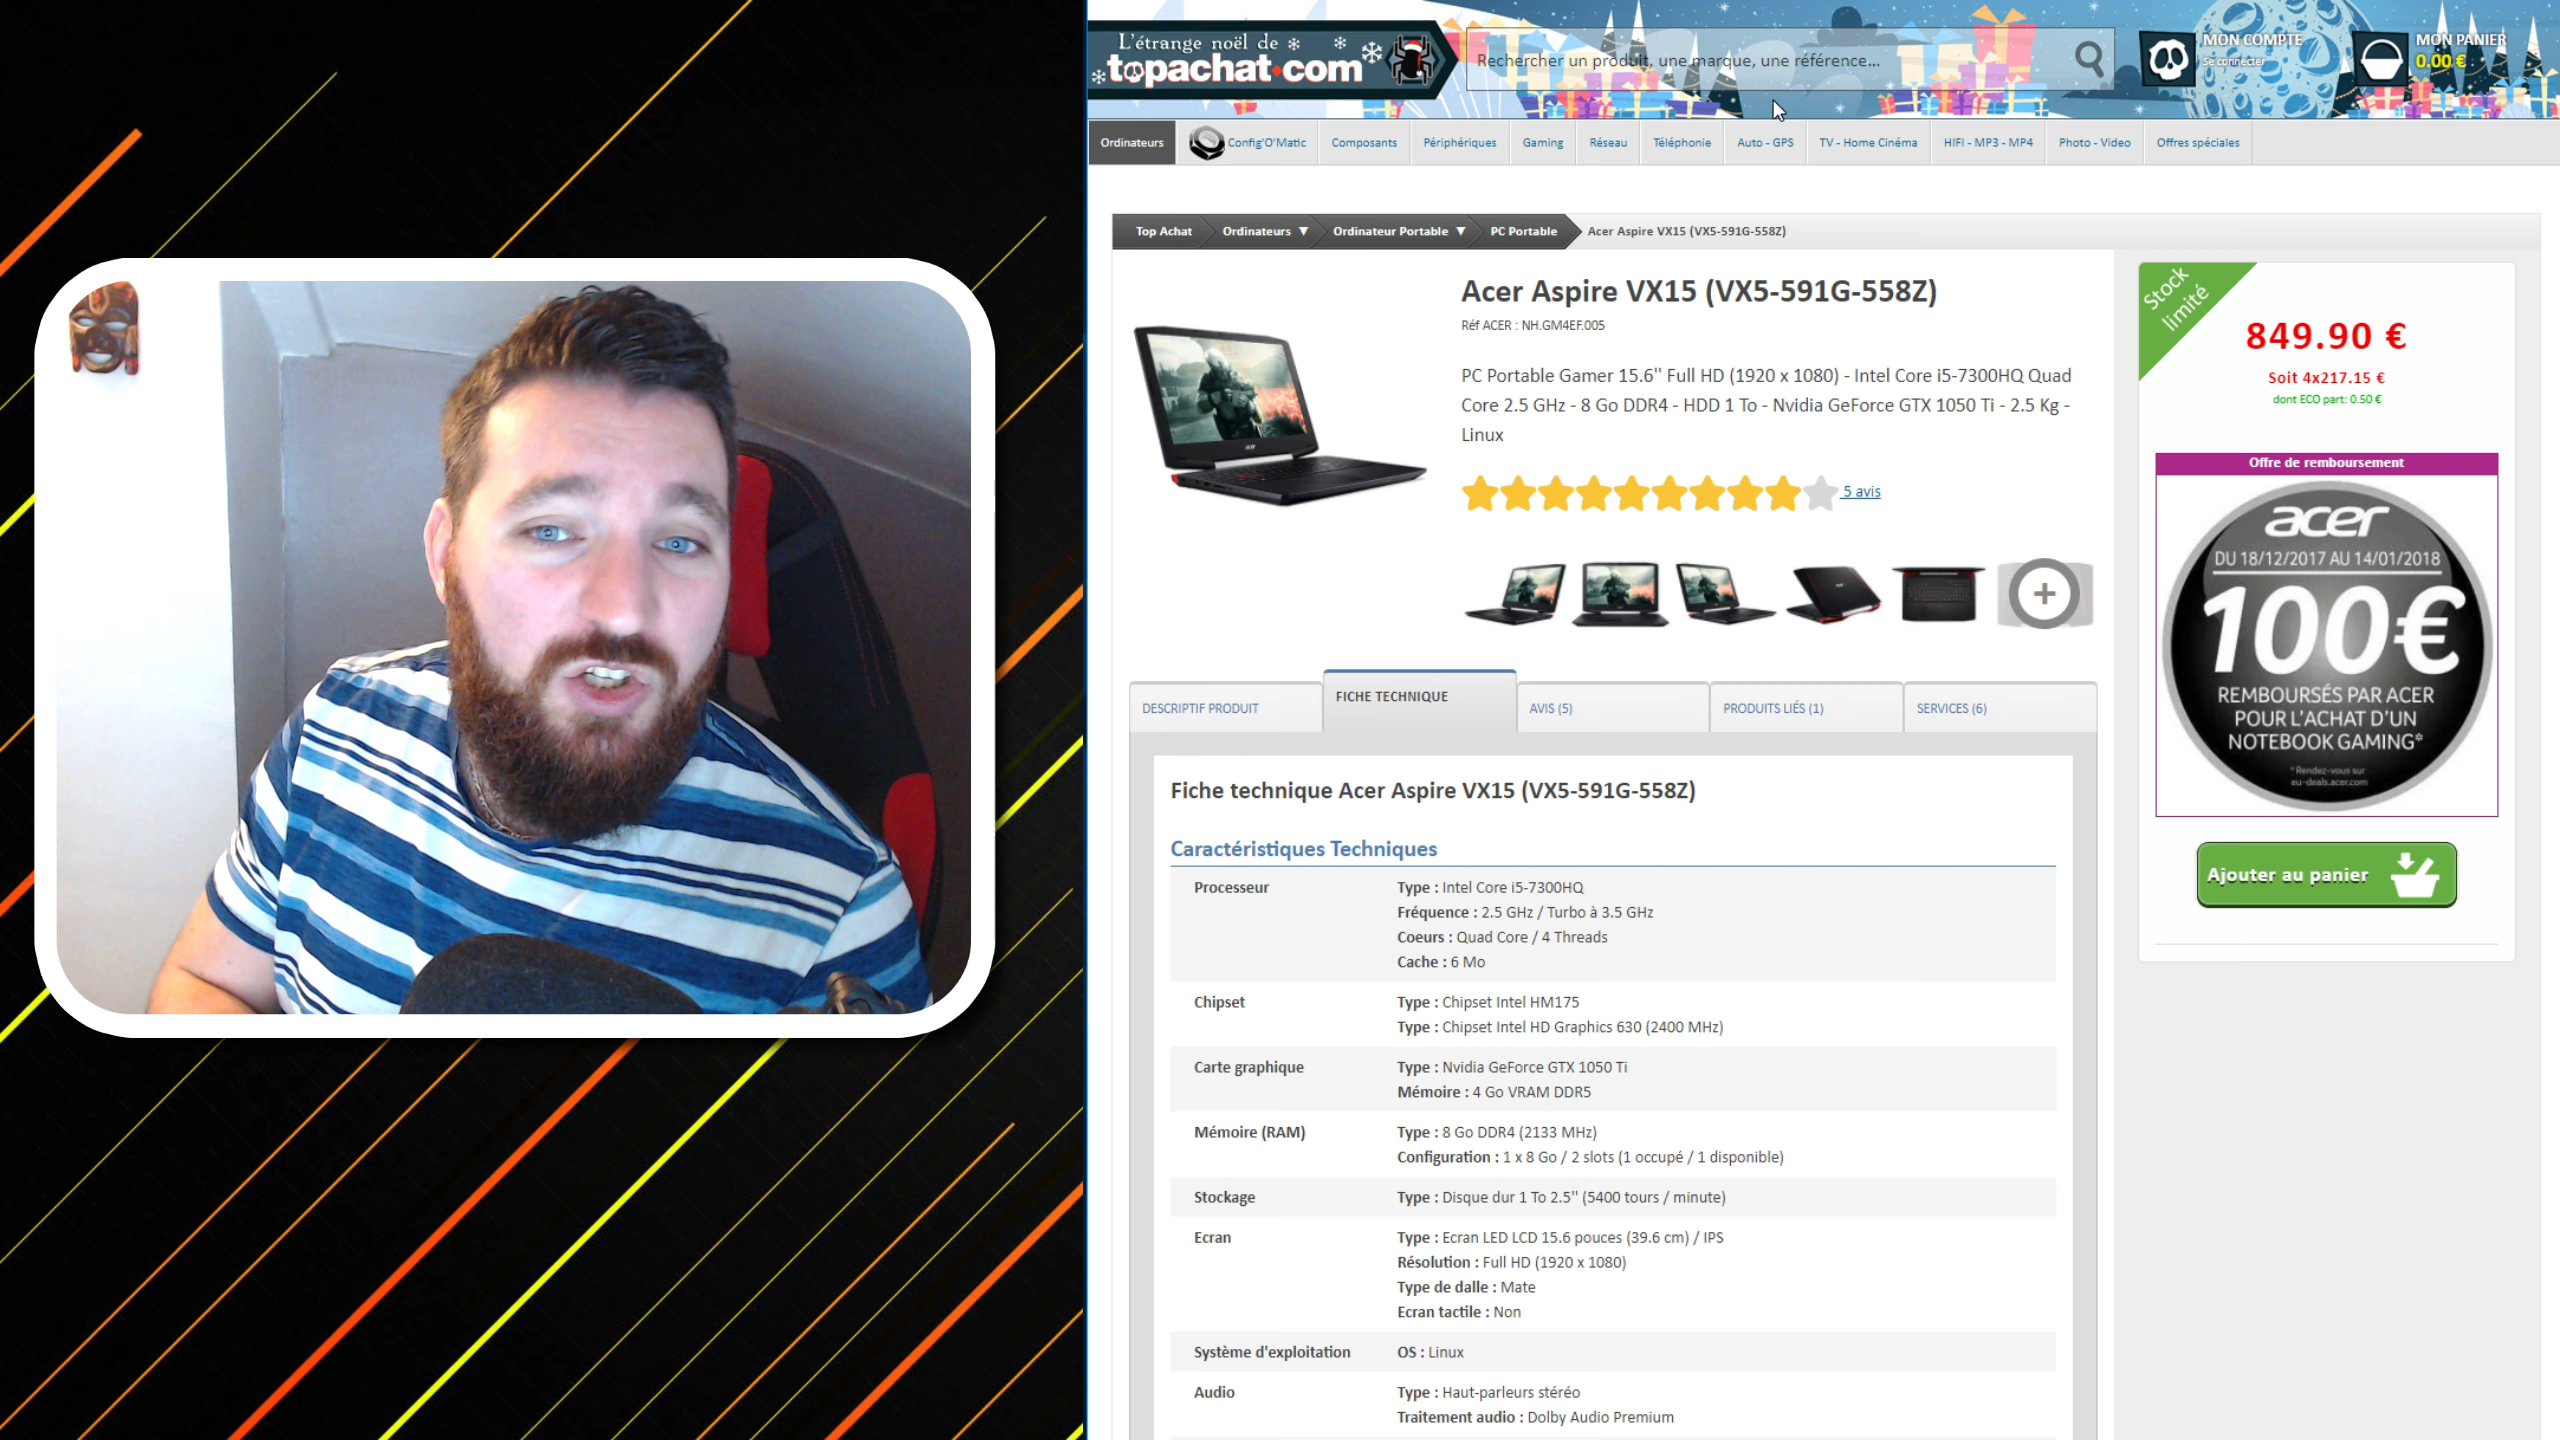 L'étrange noël de
topachat.com
Rechercher un produit, une marque, une référence...
MON COMPTE
Se connecter
MON PANIER
0.00 €
Ordinateurs
Config'O'Matic
Composants
Périphériques
Gaming
Réseau
Téléphonie
Auto - GPS
TV - Home Cinéma
HIFI - MP3 - MP4
Photo - Video
Offres spéciales
Top Achat
Ordinateurs ▼
Ordinateur Portable ▼
PC Portable
Acer Aspire VX15 (VX5-591G-558Z)
Acer Aspire VX15 (VX5-591G-558Z)
Réf ACER : NH.GM4EF.005
PC Portable Gamer 15.6" Full HD (1920 x 1080) - Intel Core i5-7300HQ Quad
Core 2.5 GHz - 8 Go DDR4 - HDD 1 To - Nvidia GeForce GTX 1050 Ti - 2.5 Kg -
Linux
5 avis
Stock
limité
849.90 €
Soit 4x217.15 €
dont ECO part: 0.50 €
Offre de remboursement
acer
DU 18/12/2017 AU 14/01/2018
100€
REMBOURSÉS PAR ACER
POUR L'ACHAT D'UN
NOTEBOOK GAMING*
*Rendez-vous sur
eu-deals.acer.com
Ajouter au panier
DESCRIPTIF PRODUIT
FICHE TECHNIQUE
AVIS (5)
PRODUITS LIÉS (1)
SERVICES (6)
Fiche technique Acer Aspire VX15 (VX5-591G-558Z)
Caractéristiques Techniques
Processeur
Type : Intel Core i5-7300HQ
Fréquence : 2.5 GHz / Turbo à 3.5 GHz
Coeurs : Quad Core / 4 Threads
Cache : 6 Mo
Chipset
Type : Chipset Intel HM175
Type : Chipset Intel HD Graphics 630 (2400 MHz)
Carte graphique
Type : Nvidia GeForce GTX 1050 Ti
Mémoire : 4 Go VRAM DDR5
Mémoire (RAM)
Type : 8 Go DDR4 (2133 MHz)
Configuration : 1 x 8 Go / 2 slots (1 occupé / 1 disponible)
Stockage
Type : Disque dur 1 To 2.5" (5400 tours / minute)
Ecran
Type : Ecran LED LCD 15.6 pouces (39.6 cm) / IPS
Résolution : Full HD (1920 x 1080)
Type de dalle : Mate
Ecran tactile : Non
Système d'exploitation
OS : Linux
Audio
Type : Haut-parleurs stéréo
Traitement audio : Dolby Audio Premium